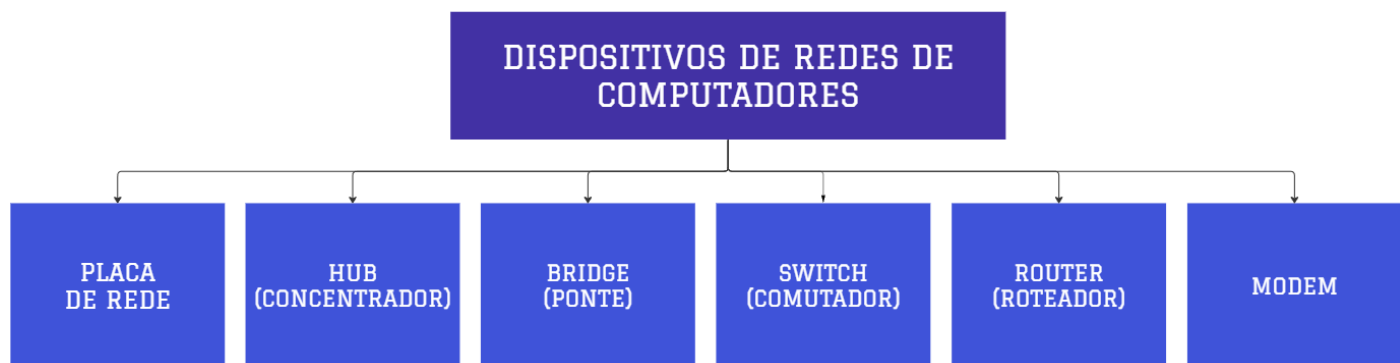 DISPOSITIVOS DE REDES DE
COMPUTADORES
PLACA
DE REDE
HUB
(CONCENTRADOR)
BRIDGE
(PONTE)
SWITCH
(COMUTADOR)
ROUTER
(ROTEADOR)
MODEM